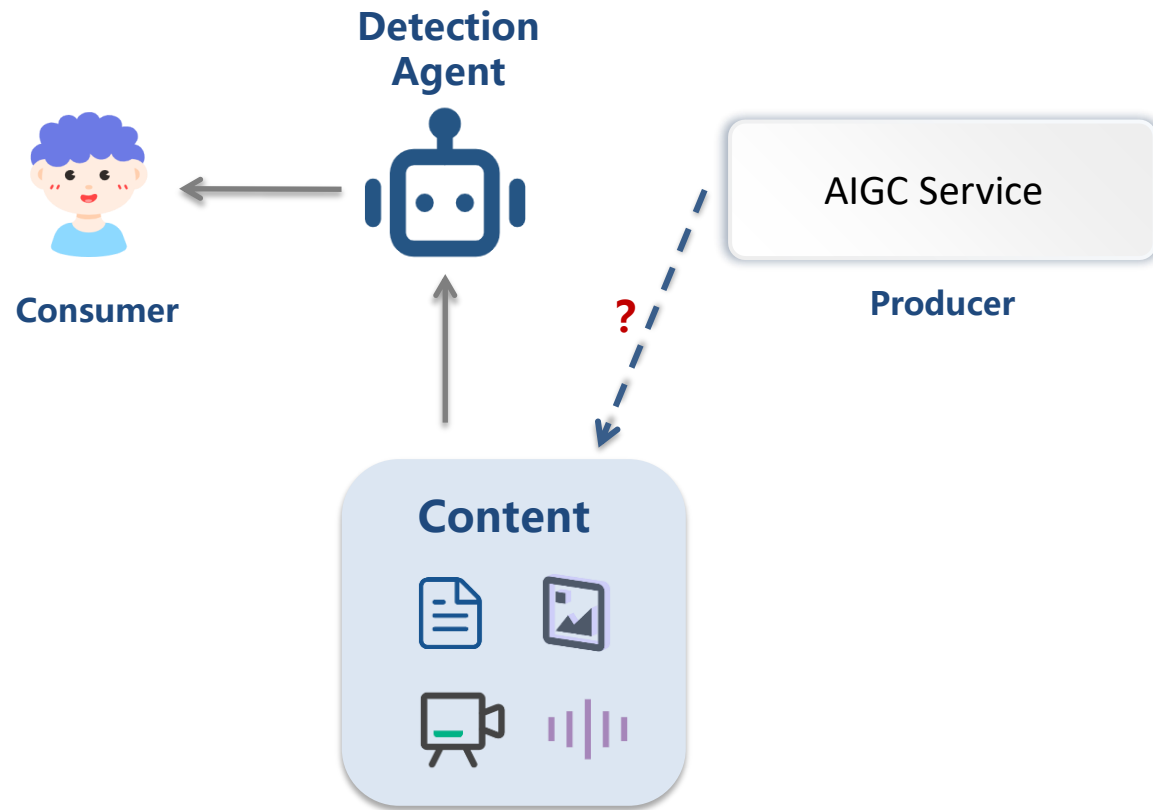 Detection
Agent
AIGC Service
Consumer
Producer
?
Content